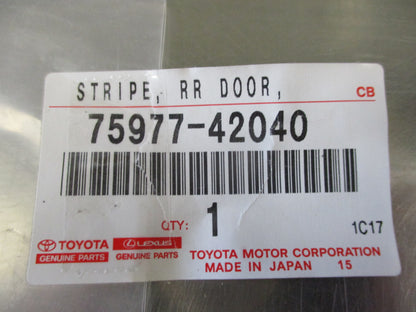 STRIPE, RR DOOR,
CB
75977-42040
QTY: 1
1C17
TOYOTA LEXUS
GENUINE PARTS GENUINE PARTS
TOYOTA MOTOR CORPORATION
MADE IN JAPAN 15